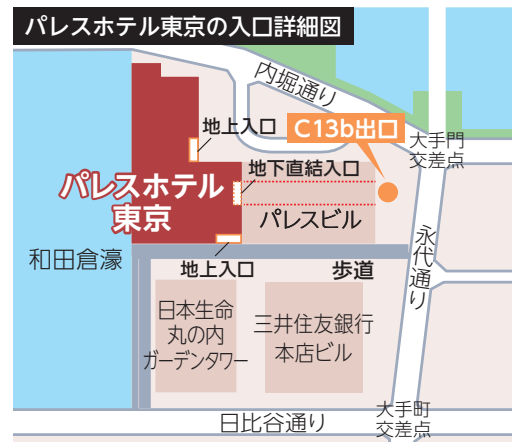 パレスホテル東京の入口詳細図
内堀通り
地上入口
C13b出口
大手門
交差点
地下直結入口
パレスホテル
東京
パレスビル
永代通り
和田倉濠
地上入口
歩道
日本生命
丸の内
ガーデンタワー
三井住友銀行
本店ビル
日比谷通り
大手町
交差点